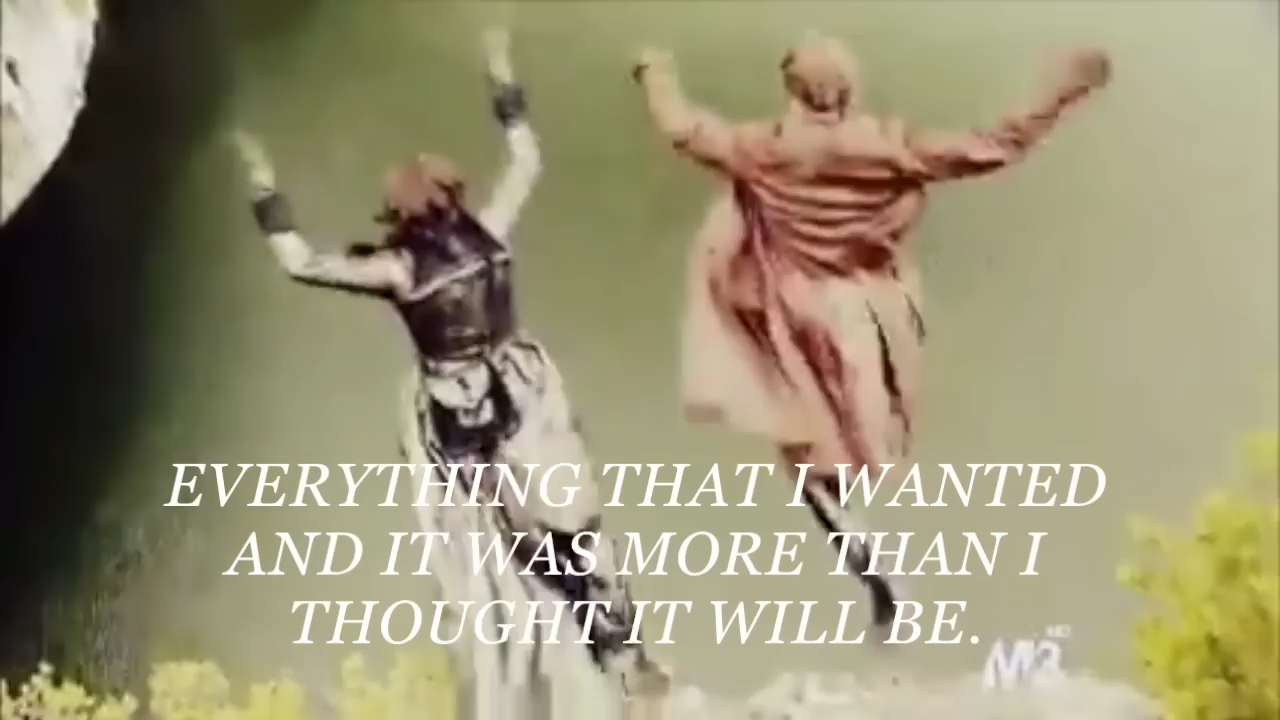 EVERYTHING THAT I WANTED
AND IT WAS MORE THAN I
THOUGHT IT WILL BE.